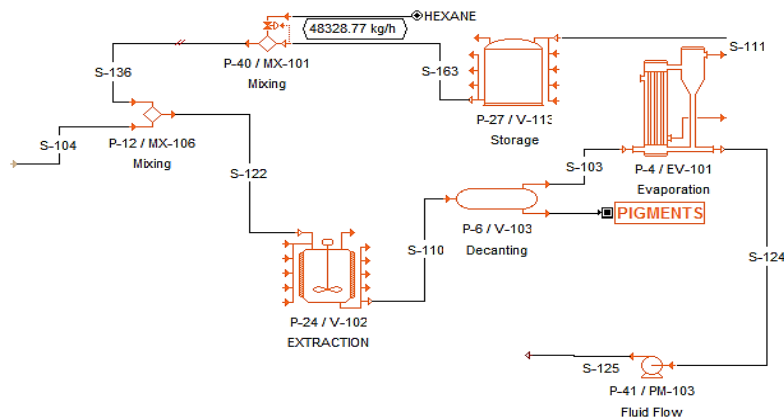 HEXANE
48328.77 kg/h
S-111
S-136
P-40 / MX-101
Mixing
S-163
P-27 / V-113
Storage
S-104
P-12 / MX-106
Mixing
S-122
S-103
P-4 / EV-101
Evaporation
P-6 / V-103
Decanting
PIGMENTS
S-110
S-124
P-24 / V-102
EXTRACTION
S-125
P-41 / PM-103
Fluid Flow